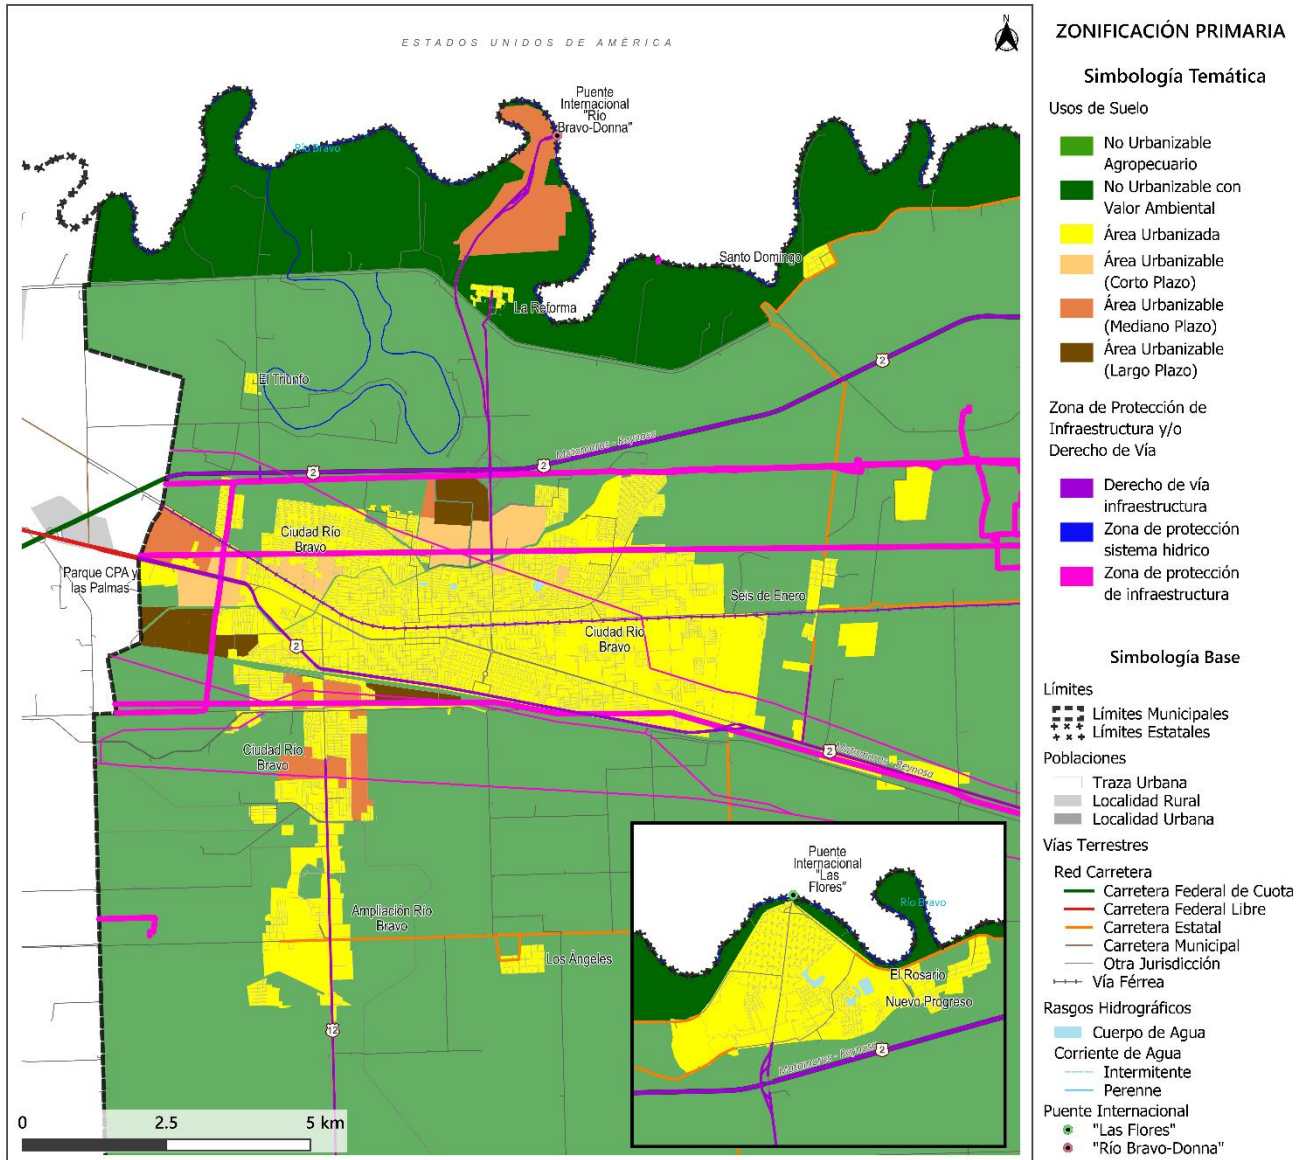 ESTADOS UNIDOS DE AMÉRICA
N
Puente
Internacional
"Río
Bravo-Donna"
Río Bravo
Santo Domingo
La Reforma
El Triunfo
2
Matamoros - Reynosa
2
2
Ciudad Río
Bravo
Parque CPA y
las Palmas
Seis de Enero
Ciudad Río
Bravo
2
Ciudad Río
Bravo
2
Matamoros - Reynosa
Ampliación Río
Bravo
Los Ángeles
12
Puente
Internacional
"Las
Flores"
Río Bravo
El Rosario
Nuevo Progreso
Matamoros - Reynosa
2
0 2.5 5 km
ZONIFICACIÓN PRIMARIA
Simbología Temática
Usos de Suelo
No Urbanizable
Agropecuario
No Urbanizable con
Valor Ambiental
Área Urbanizada
Área Urbanizable
(Corto Plazo)
Área Urbanizable
(Mediano Plazo)
Área Urbanizable
(Largo Plazo)
Zona de Protección de
Infraestructura y/o
Derecho de Vía
Derecho de vía
infraestructura
Zona de protección
sistema hidrico
Zona de protección
de infraestructura
Simbología Base
Límites
Límites Municipales
Límites Estatales
Poblaciones
Traza Urbana
Localidad Rural
Localidad Urbana
Vías Terrestres
Red Carretera
Carretera Federal de Cuota
Carretera Federal Libre
Carretera Estatal
Carretera Municipal
Otra Jurisdicción
Vía Férrea
Rasgos Hidrográficos
Cuerpo de Agua
Corriente de Agua
Intermitente
Perenne
Puente Internacional
"Las Flores"
"Río Bravo-Donna"